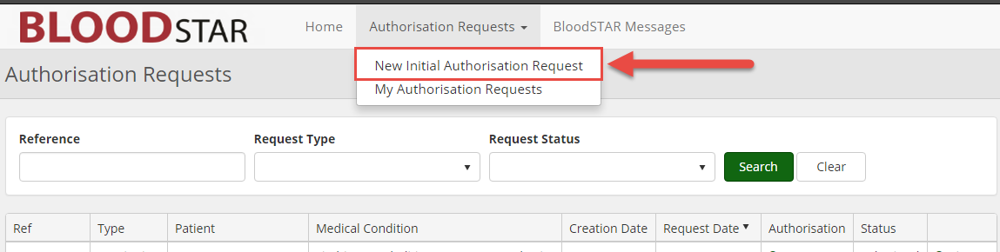 BLOODSTAR Home Authorisation Requests BloodSTAR Messages
New Initial Authorisation Request
Authorisation Requests
My Authorisation Requests
Reference Request Type Request Status
Search Clear
Ref Type Patient Medical Condition Creation Date Request Date Authorisation Status